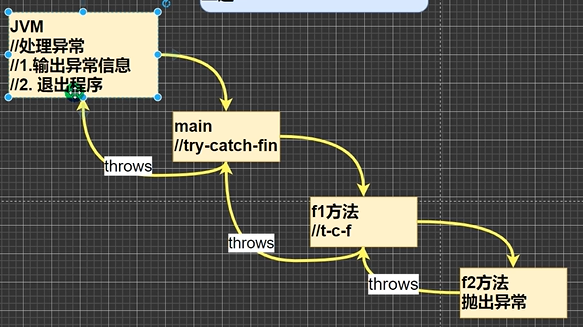 JVM
//处理异常
//1.输出异常信息
//2. 退出程序
main
//try-catch-fin
throws
f1方法
//t-c-f
throws
f2方法
抛出异常
throws